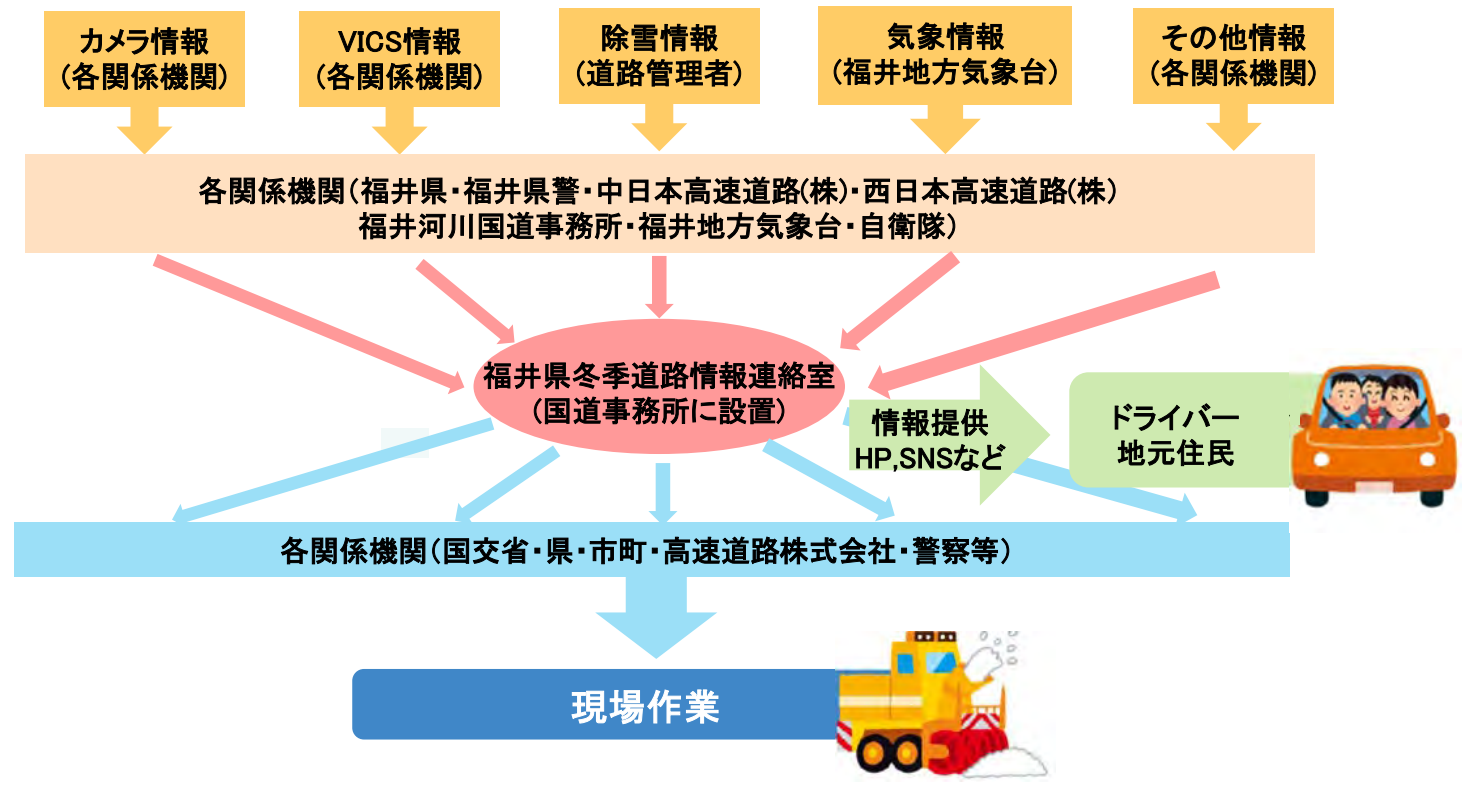 カメラ情報
(各関係機関)
VICS情報
(各関係機関)
除雪情報
(道路管理者)
気象情報
(福井地方気象台)
その他情報
(各関係機関)
各関係機関(福井県・福井県警・中日本高速道路(株)・西日本高速道路(株)
福井河川国道事務所・福井地方気象台・自衛隊)
福井県冬季道路情報連絡室
(国道事務所に設置)
情報提供
HP,SNSなど
ドライバー
地元住民
各関係機関(国交省・県・市町・高速道路株式会社・警察等)
現場作業